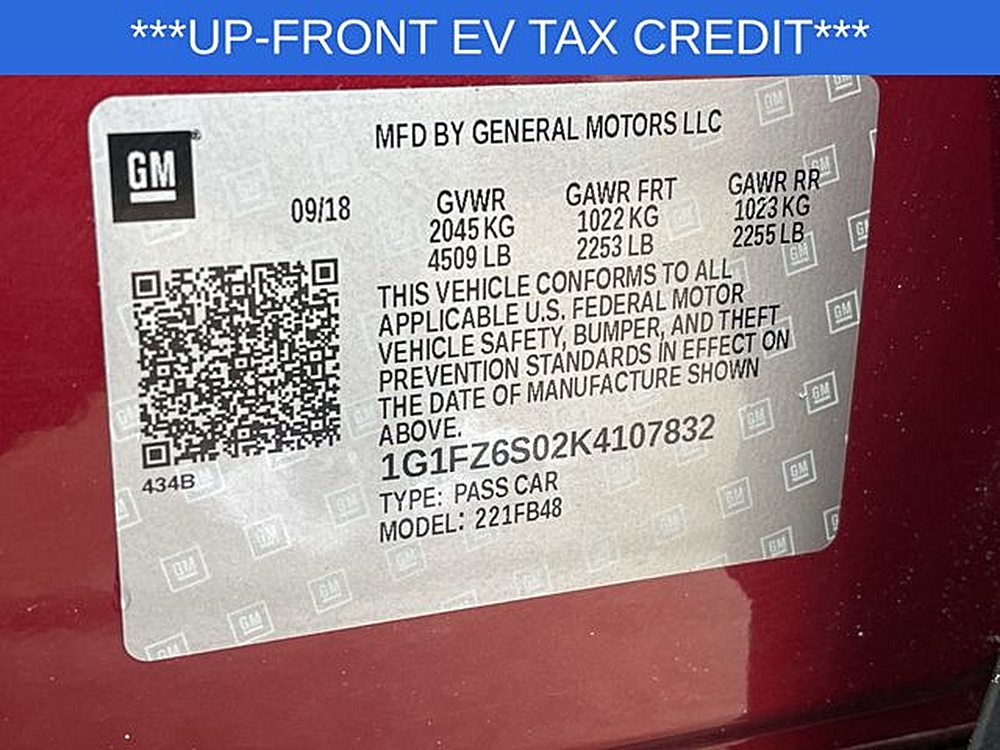 ***UP-FRONT EV TAX CREDIT***
MFD BY GENERAL MOTORS LLC
GM
09/18
GVWR
2045 KG
4509 LB
GAWR FRT
1022 KG
2253 LB
GAWR RR
1023 KG
2255 LB
THIS VEHICLE CONFORMS TO ALL
APPLICABLE U.S. FEDERAL MOTOR
VEHICLE SAFETY, BUMPER, AND THEFT
PREVENTION STANDARDS IN EFFECT ON
THE DATE OF MANUFACTURE SHOWN
ABOVE.
1G1FZ6S02K4107832
TYPE: PASS CAR
MODEL: 221FB48
434B